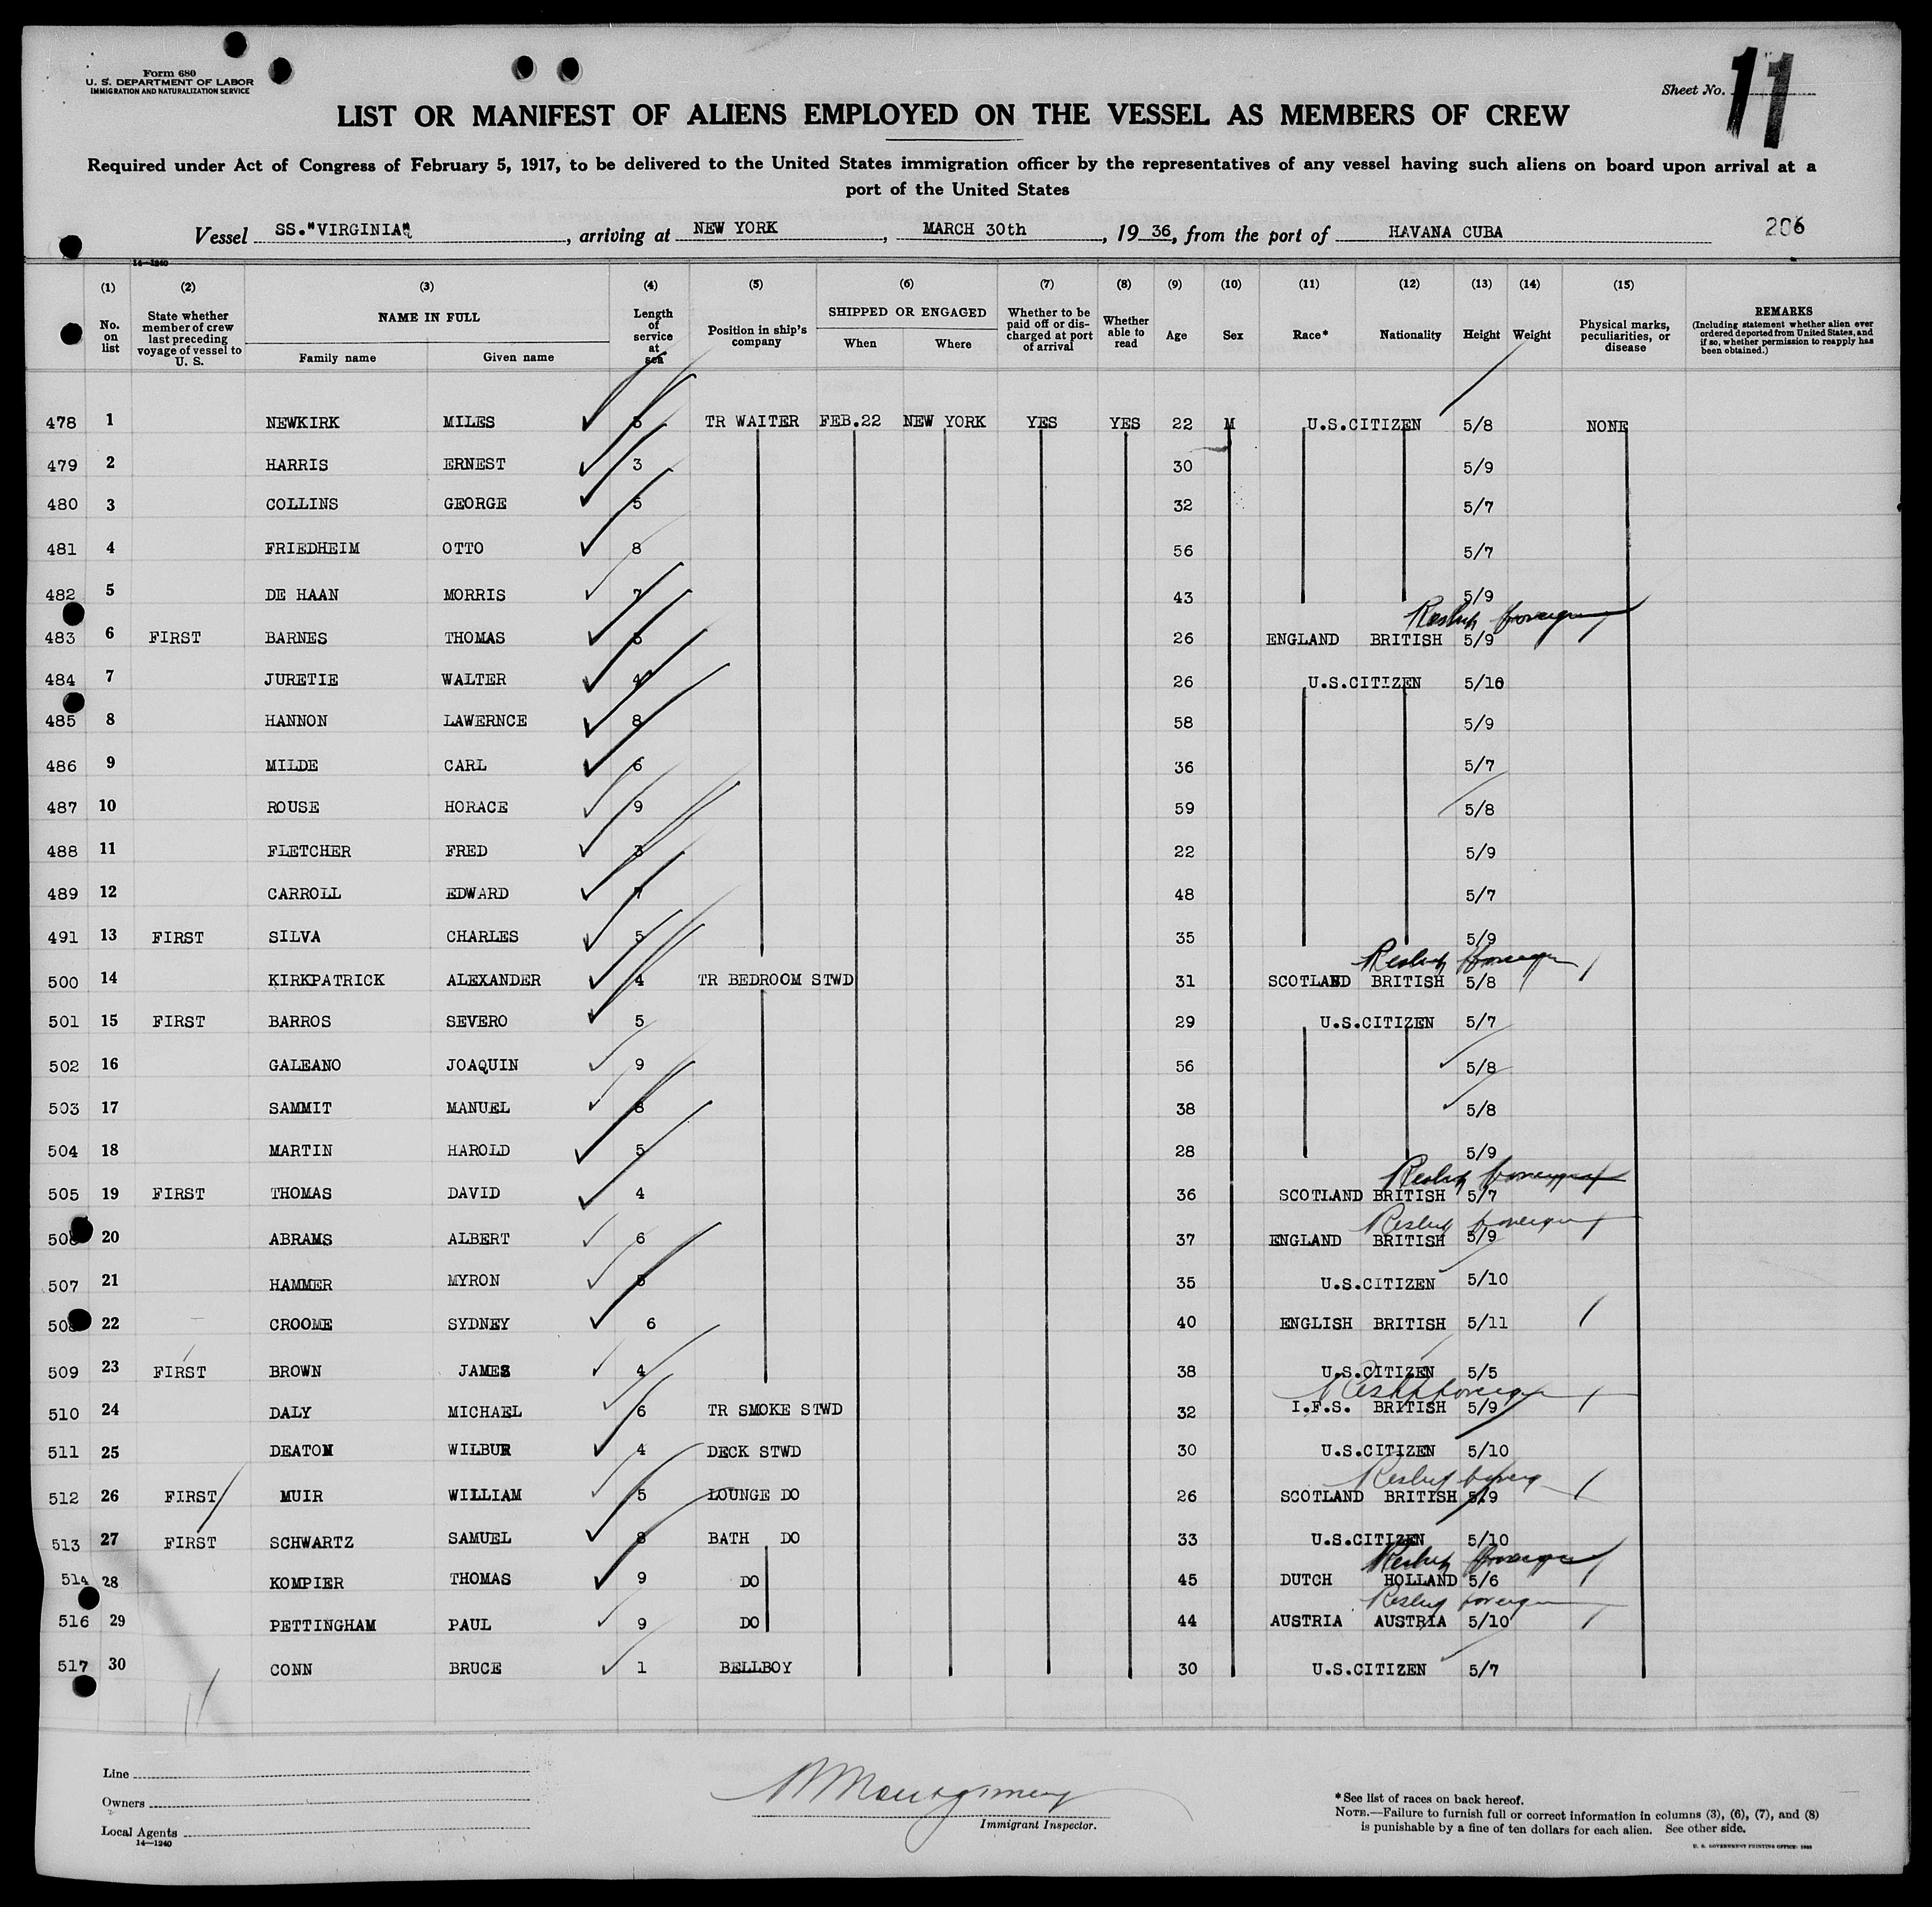 Form 680
U. S. DEPARTMENT OF LABOR
IMMIGRATION AND NATURALIZATION SERVICE
Sheet No. 11
LIST OR MANIFEST OF ALIENS EMPLOYED ON THE VESSEL AS MEMBERS OF CREW
Required under Act of Congress of February 5, 1917, to be delivered to the United States immigration officer by the representatives of any vessel having such aliens on board upon arrival at a
port of the United States
Vessel SS."VIRGINIA", arriving at NEW YORK, MARCH 30th, 1936, from the port of HAVANA CUBA 206
14—1240
(1) (2) (3) (4) (5) (6) (7) (8) (9) (10) (11) (12) (13) (14) (15)
No. on list State whether member of crew last preceding voyage of vessel to U. S. NAME IN FULL Family name Given name Length of service at sea Position in ship's company SHIPPED OR ENGAGED When Where Whether to be paid off or discharged at port of arrival Whether able to read Age Sex Race* Nationality Height Weight Physical marks, peculiarities, or disease REMARKS (Including statement whether alien ever ordered deported from United States, and if so, whether permission to reapply has been obtained.)
478 1 NEWKIRK MILES TR WAITER FEB.22 NEW YORK YES YES 22 M U.S.CITIZEN 5/8 NONE
479 2 HARRIS ERNEST 3 30 5/9
480 3 COLLINS GEORGE 5 32 5/7
481 4 FRIEDHEIM OTTO 8 56 5/7
482 5 DE HAAN MORRIS 7 43 5/9
Reship foreign
483 6 FIRST BARNES THOMAS 26 ENGLAND BRITISH 5/9
484 7 JURETIE WALTER 4 26 U.S.CITIZEN 5/10
485 8 HANNON LAWERNCE 8 58 5/9
486 9 MILDE CARL 6 36 5/7
487 10 ROUSE HORACE 9 59 5/8
488 11 FLETCHER FRED 3 22 5/9
489 12 CARROLL EDWARD 7 48 5/7
491 13 FIRST SILVA CHARLES 5 35 5/9
Reship foreign
500 14 KIRKPATRICK ALEXANDER 4 TR BEDROOM STWD 31 SCOTLAND BRITISH 5/8
501 15 FIRST BARROS SEVERO 5 29 U.S.CITIZEN 5/7
502 16 GALEANO JOAQUIN 9 56 5/8
503 17 SAMMIT MANUEL 38 5/8
504 18 MARTIN HAROLD 5 28 5/9
Reship foreign
505 19 FIRST THOMAS DAVID 4 36 SCOTLAND BRITISH 5/7
Reship foreign
20 ABRAMS ALBERT 6 37 ENGLAND BRITISH 5/9
507 21 HAMMER MYRON 35 U.S.CITIZEN 5/10
22 CROOME SYDNEY 6 40 ENGLISH BRITISH 5/11
509 23 FIRST BROWN JAMES 4 38 U.S.CITIZEN 5/5
Reship foreign
510 24 DALY MICHAEL 6 TR SMOKE STWD 32 I.F.S. BRITISH 5/9
511 25 DEATON WILBUR 4 DECK STWD 30 U.S.CITIZEN 5/10
Reship foreign
512 26 FIRST MUIR WILLIAM 5 LOUNGE DO 26 SCOTLAND BRITISH 5/9
513 27 FIRST SCHWARTZ SAMUEL 8 BATH DO 33 U.S.CITIZEN 5/10
Reship foreign
514 28 KOMPIER THOMAS 9 DO 45 DUTCH HOLLAND 5/6
Reship foreign
516 29 PETTINGHAM PAUL 9 DO 44 AUSTRIA AUSTRIA 5/10
517 30 CONN BRUCE 1 BELLBOY 30 U.S.CITIZEN 5/7
Line
Owners
Local Agents
14—1240
Montgomery
Immigrant Inspector.
*See list of races on back hereof.
NOTE.—Failure to furnish full or correct information in columns (3), (6), (7), and (8)
is punishable by a fine of ten dollars for each alien. See other side.